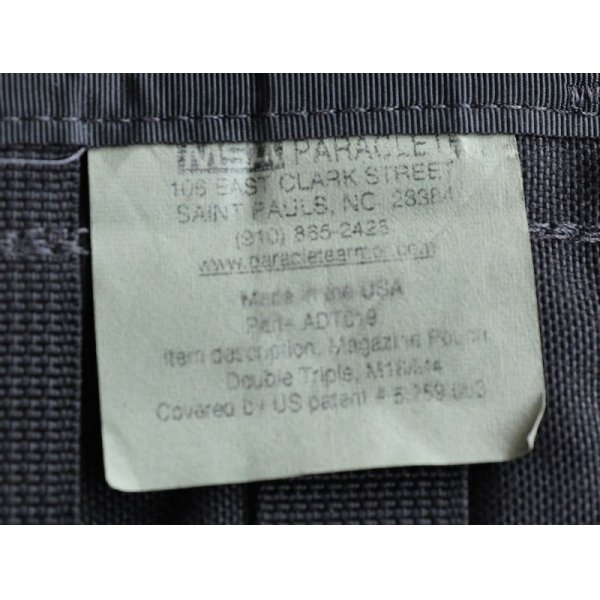 MSA PARACLETE
106 EAST CLARK STREET
SAINT PAULS, NC. 28384
(910) 865-2423
www.paracletearmor.com
Made in the USA
Part# ADT019
Item description, Magazine Pouch,
Double Triple, M16/M4
Covered by US patent #